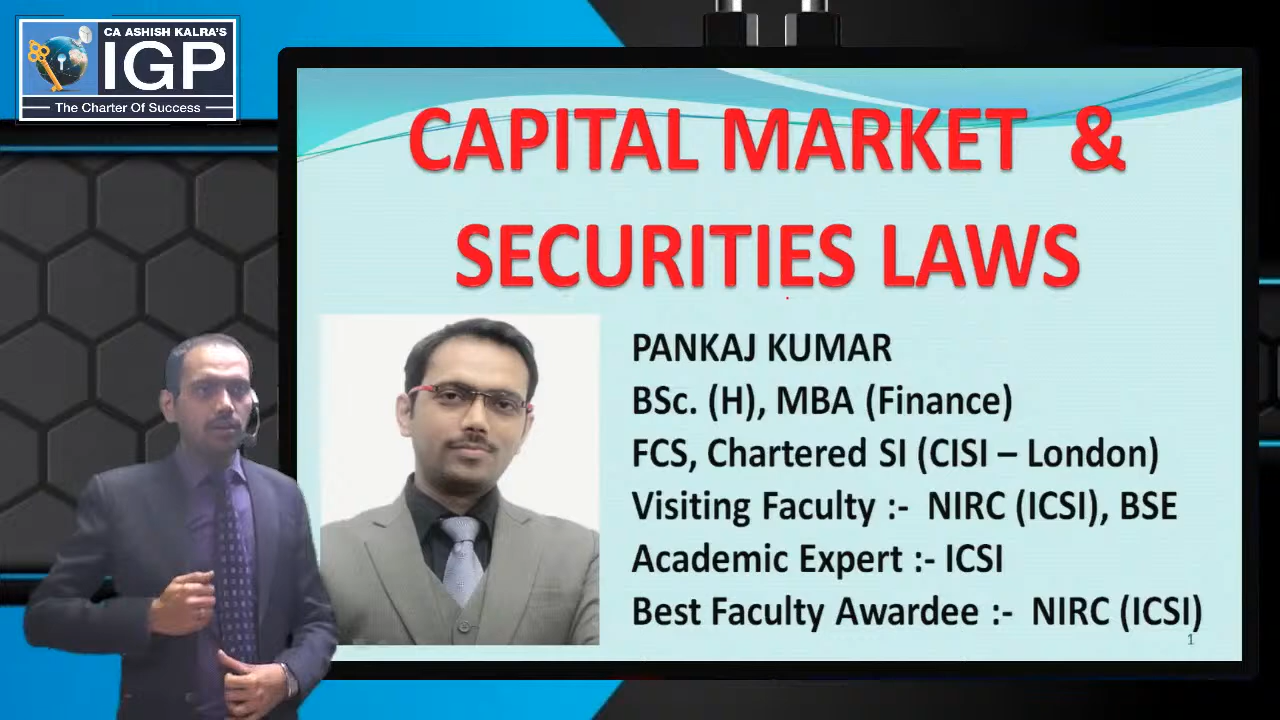 CA ASHISH KALRA'S
IGP
The Charter Of Success
CAPITAL MARKET &
SECURITIES LAWS
PANKAJ KUMAR
BSc. (H), MBA (Finance)
FCS, Chartered SI (CISI – London)
Visiting Faculty :- NIRC (ICSI), BSE
Academic Expert :- ICSI
Best Faculty Awardee :- NIRC (ICSI)
1